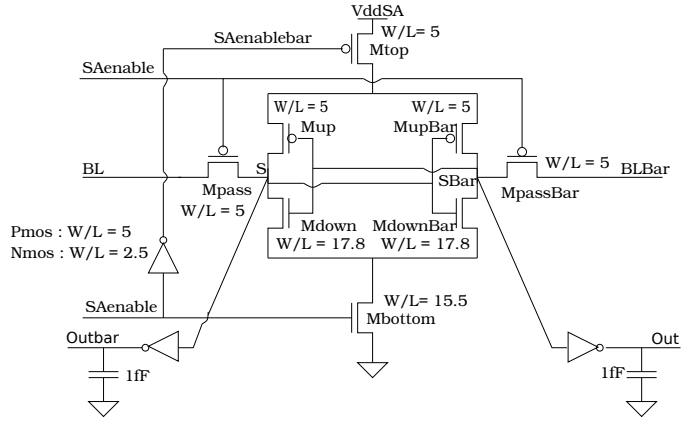 VddSA
W/L= 5
SAenablebar
Mtop
SAenable
W/L = 5
W/L = 5
Mup
MupBar
BL
S
SBar
W/L = 5
BLBar
Mpass
MpassBar
W/L = 5
Pmos : W/L = 5
Nmos : W/L = 2.5
Mdown
MdownBar
W/L = 17.8
W/L = 17.8
SAenable
W/L= 15.5
Mbottom
Outbar
Out
1fF
1fF